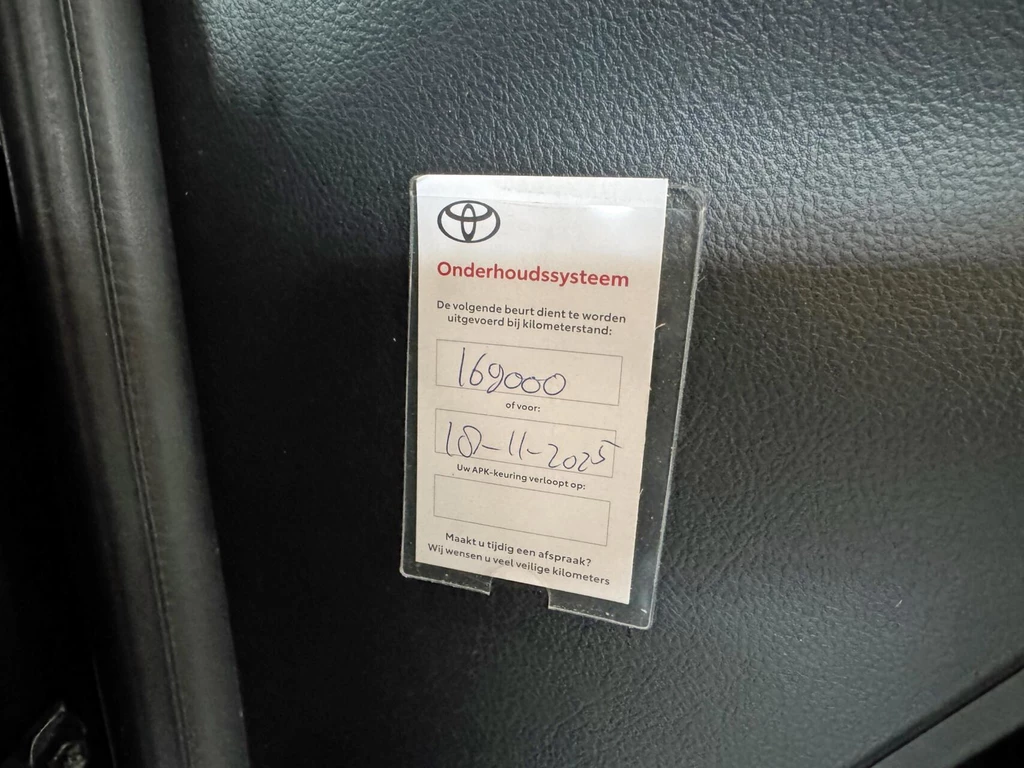 Onderhoudssysteem
De volgende beurt dient te worden
uitgevoerd bij kilometerstand:
169000
of voor:
18-11-2025
Uw APK-keuring verloopt op:
Maakt u tijdig een afspraak?
Wij wensen u veel veilige kilometers